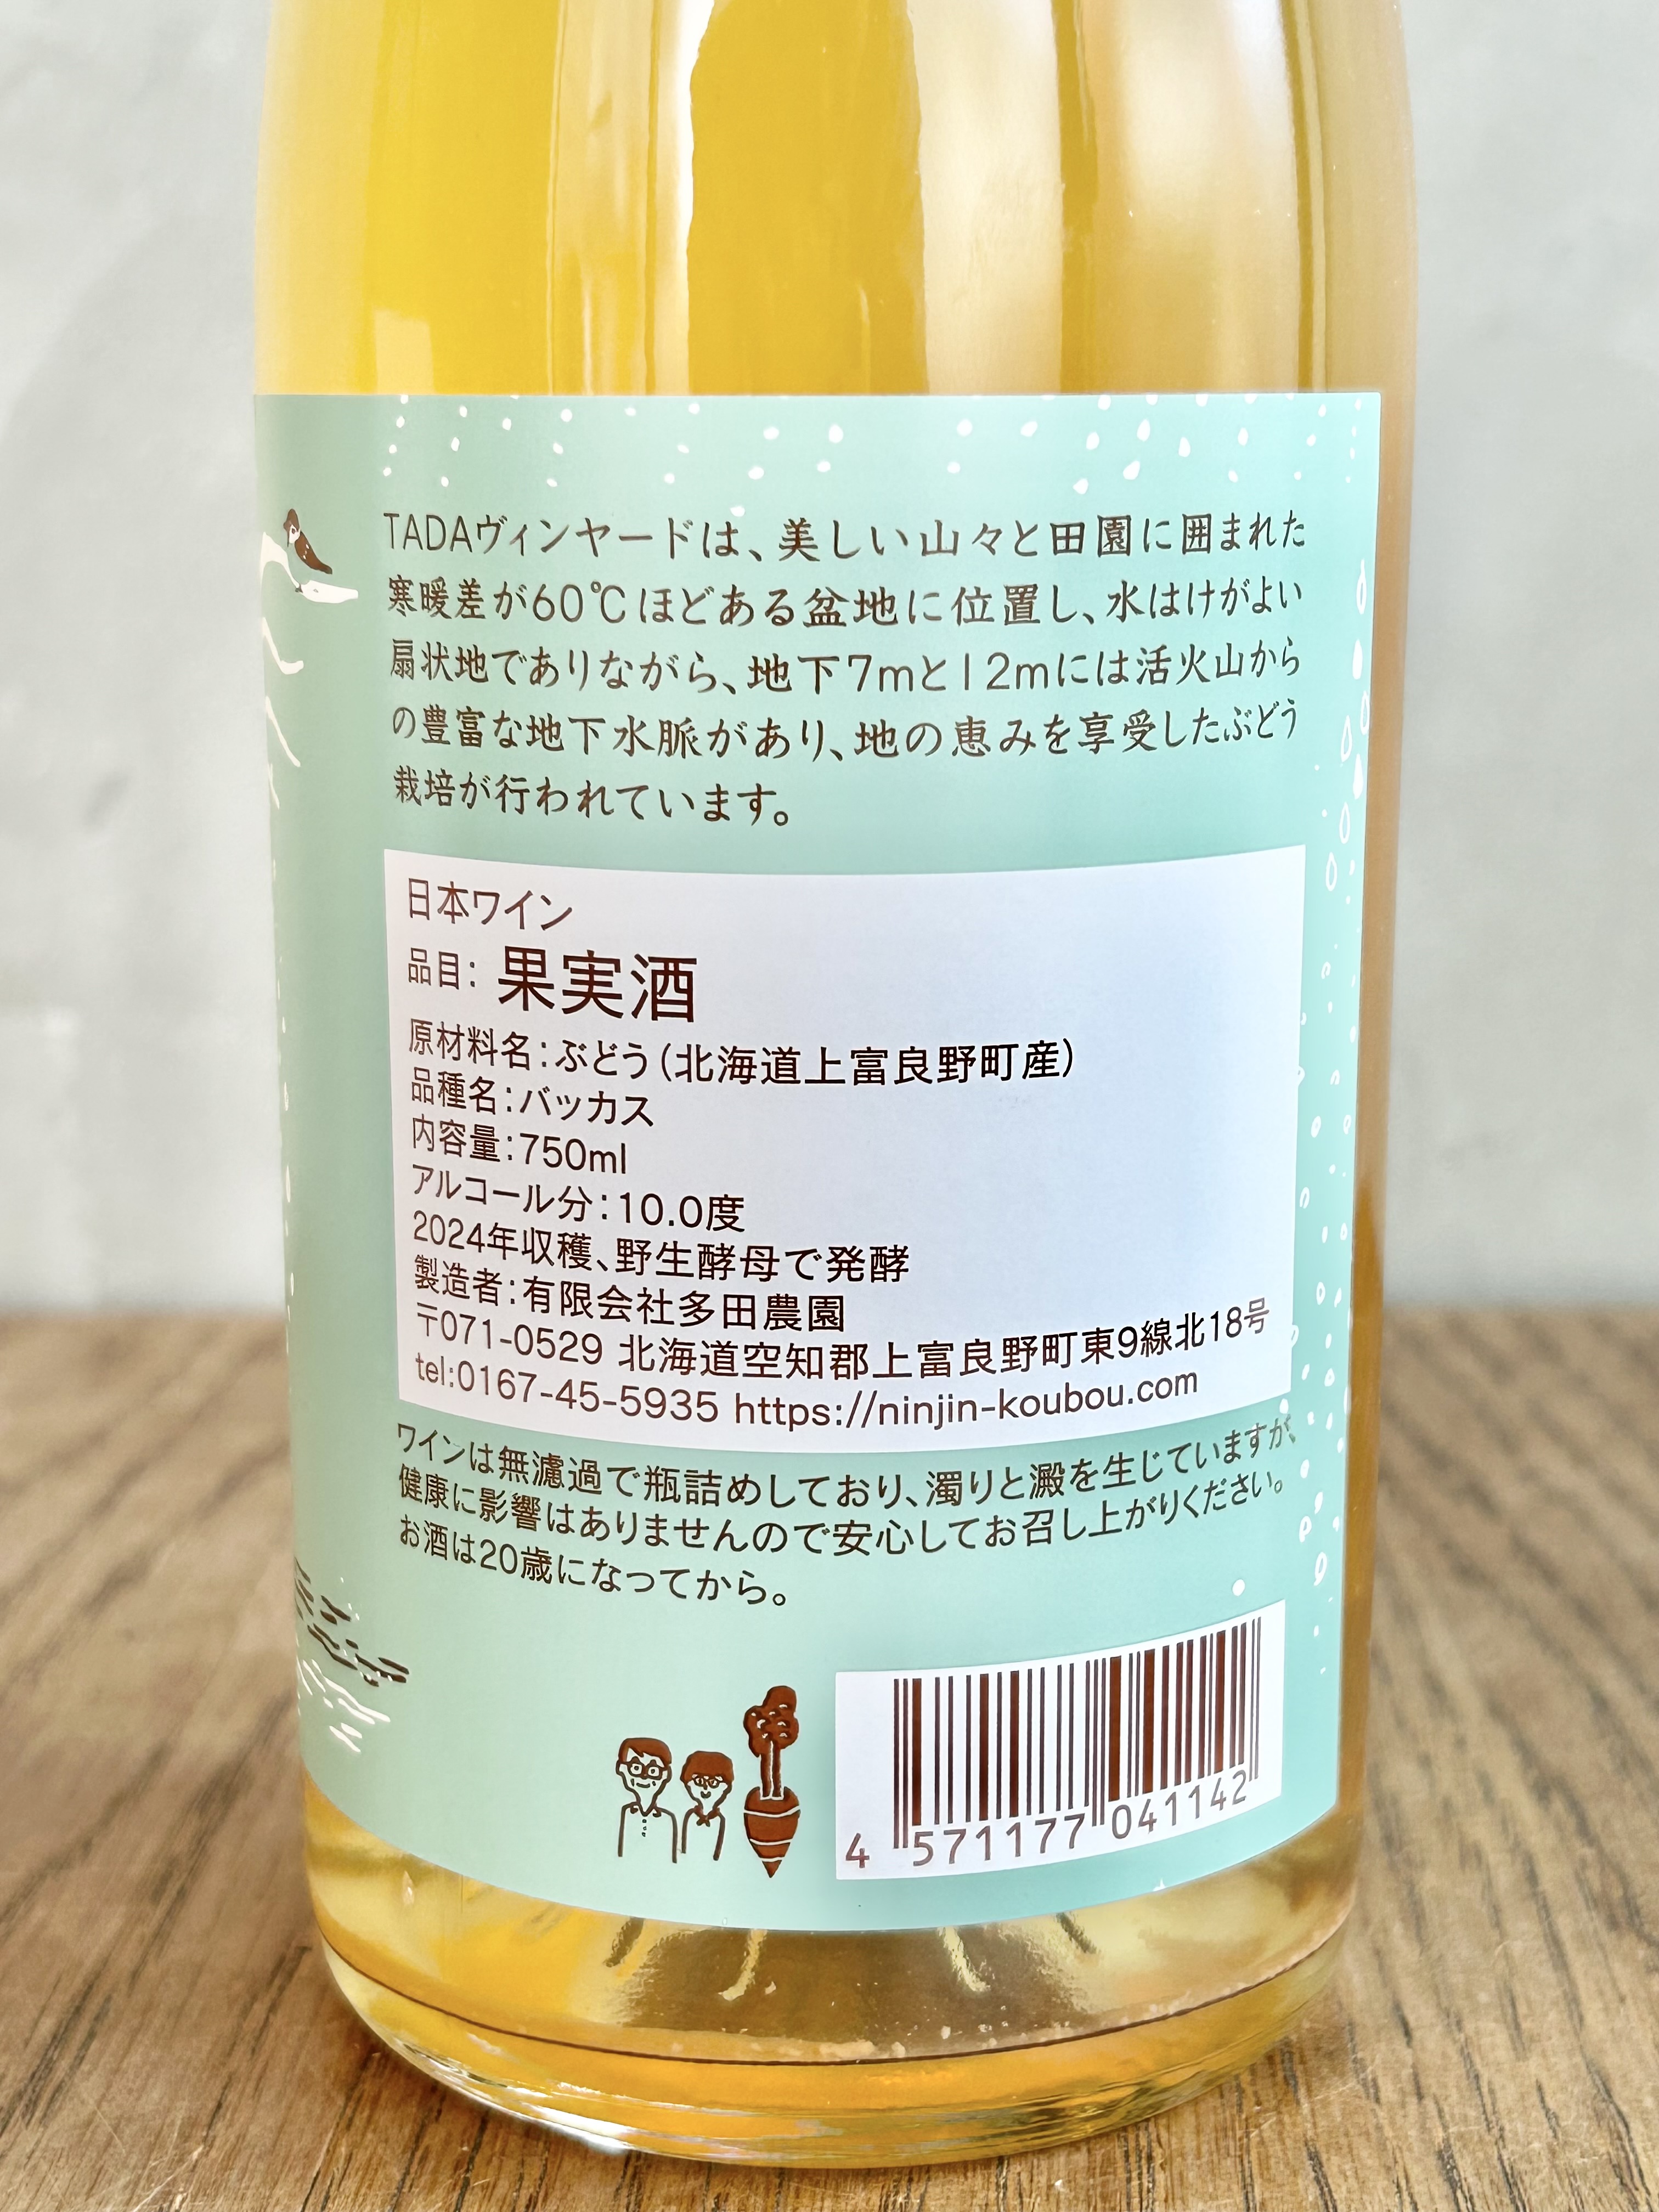 TADAヴィンヤードは、美しい山々と田園に囲まれた
寒暖差が60℃ほどある盆地に位置し、水はけがよい
扇状地でありながら、地下7mと12mには活火山から
の豊富な地下水脈があり、地の恵みを享受したぶどう
栽培が行われています。
日本ワイン
品目：果実酒
原材料名：ぶどう（北海道上富良野町産）
品種名：バッカス
内容量：750ml
アルコール分：10.0度
2024年収穫、野生酵母で発酵
製造者：有限会社多田農園
〒071-0529 北海道空知郡上富良野町東9線北18号
tel:0167-45-5935 https://ninjin-koubou.com
ワインは無濾過で瓶詰めしており、濁りと澱を生じていますが、
健康に影響はありませんので安心してお召し上がりください。
お酒は20歳になってから。
4 571177 041142